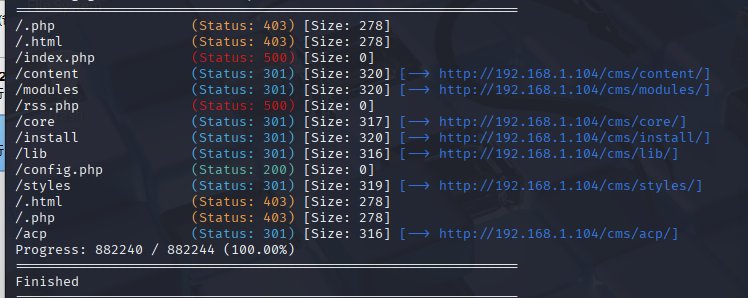 /.php (Status: 403) [Size: 278]
/.html (Status: 403) [Size: 278]
/index.php (Status: 500) [Size: 0]
/content (Status: 301) [Size: 320] [--> http://192.168.1.104/cms/content/]
/modules (Status: 301) [Size: 320] [--> http://192.168.1.104/cms/modules/]
/rss.php (Status: 500) [Size: 0]
/core (Status: 301) [Size: 317] [--> http://192.168.1.104/cms/core/]
/install (Status: 301) [Size: 320] [--> http://192.168.1.104/cms/install/]
/lib (Status: 301) [Size: 316] [--> http://192.168.1.104/cms/lib/]
/config.php (Status: 200) [Size: 0]
/styles (Status: 301) [Size: 319] [--> http://192.168.1.104/cms/styles/]
/.html (Status: 403) [Size: 278]
/.php (Status: 403) [Size: 278]
/acp (Status: 301) [Size: 316] [--> http://192.168.1.104/cms/acp/]
Progress: 882240 / 882244 (100.00%)
Finished